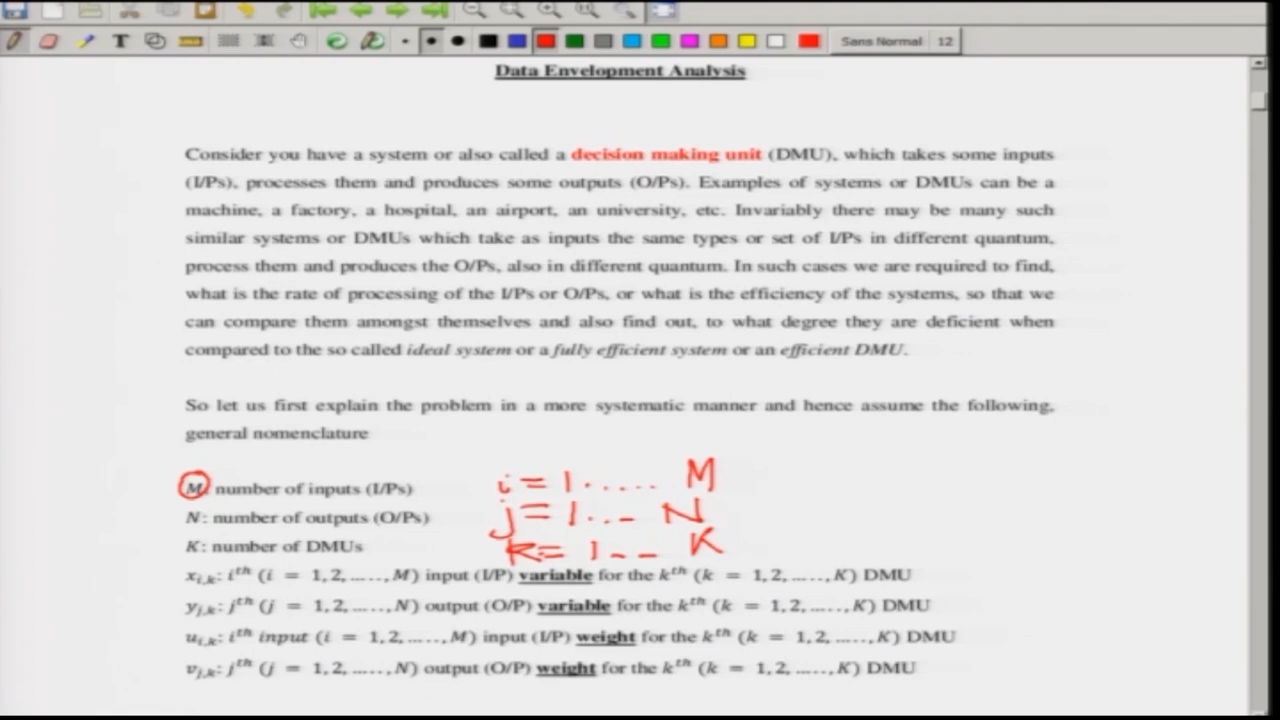 Sans Normal 12
Data Envelopment Analysis
Consider you have a system or also called a decision making unit (DMU), which takes some inputs
(I/Ps), processes them and produces some outputs (O/Ps). Examples of systems or DMUs can be a
machine, a factory, a hospital, an airport, an university, etc. Invariably there may be many such
similar systems or DMUs which take as inputs the same types or set of I/Ps in different quantum,
process them and produces the O/Ps, also in different quantum. In such cases we are required to find,
what is the rate of processing of the I/Ps or O/Ps, or what is the efficiency of the systems, so that we
can compare them amongst themselves and also find out, to what degree they are deficient when
compared to the so called ideal system or a fully efficient system or an efficient DMU.
So let us first explain the problem in a more systematic manner and hence assume the following,
general nomenclature
M: number of inputs (I/Ps) i = 1 ..... M
N: number of outputs (O/Ps) j = 1 ... N
K: number of DMUs k = 1 ... K
x_{i,k}: i^{th} (i = 1,2, ....., M) input (I/P) variable for the k^{th} (k = 1,2, ....., K) DMU
y_{j,k}: j^{th} (j = 1,2, ....., N) output (O/P) variable for the k^{th} (k = 1,2, ....., K) DMU
u_{i,k}: i^{th} input (i = 1,2, ....., M) input (I/P) weight for the k^{th} (k = 1,2, ....., K) DMU
v_{j,k}: j^{th} (j = 1,2, ....., N) output (O/P) weight for the k^{th} (k = 1,2, ....., K) DMU